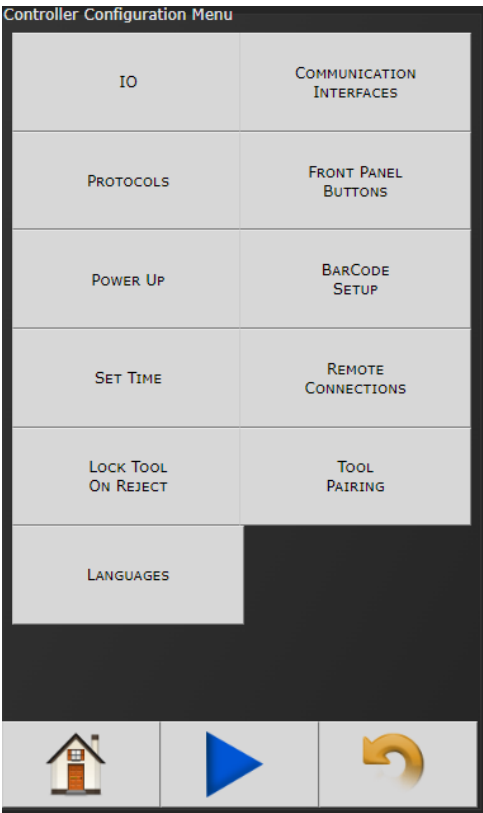 Controller Configuration Menu
IO
Communication
Interfaces
Protocols
Front Panel
Buttons
Power Up
BarCode
Setup
Set Time
Remote
Connections
Lock Tool
On Reject
Tool
Pairing
Languages